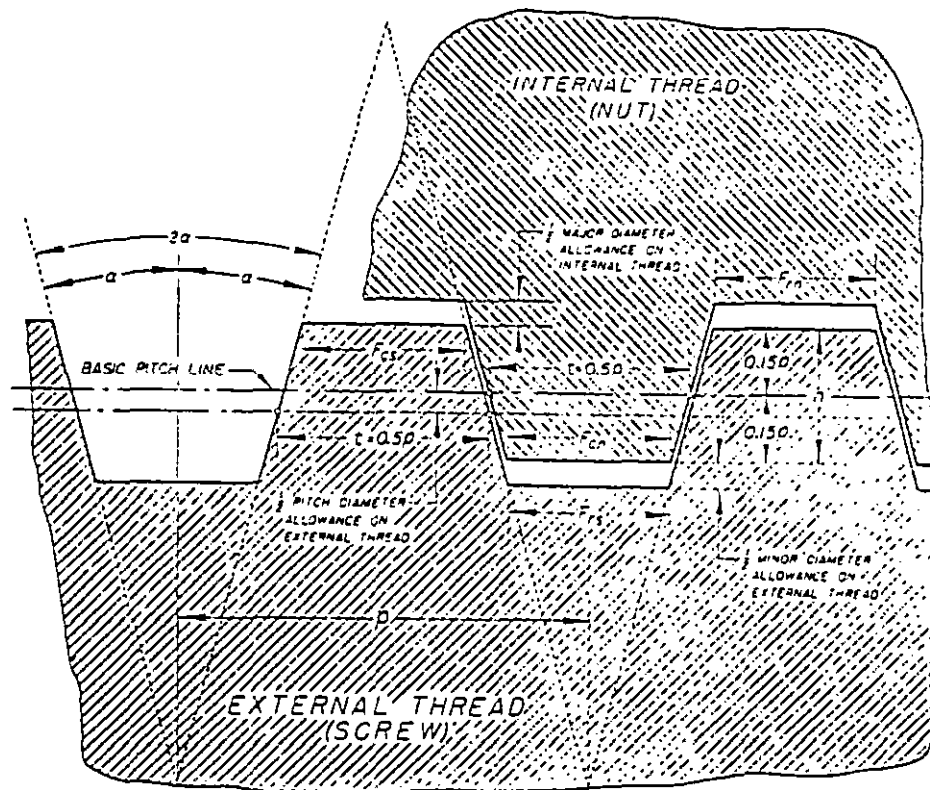 INTERNAL THREAD
(NUT)
2α
α
α
½ MAJOR DIAMETER
ALLOWANCE ON
INTERNAL THREAD
Frn
BASIC PITCH LINE
Fcs
t=0.5p
0.15p
h
0.15p
t=0.5p
Fcn
½ PITCH DIAMETER
ALLOWANCE ON
EXTERNAL THREAD
Frs
½ MINOR DIAMETER
ALLOWANCE ON
EXTERNAL THREAD
p
EXTERNAL THREAD
(SCREW)